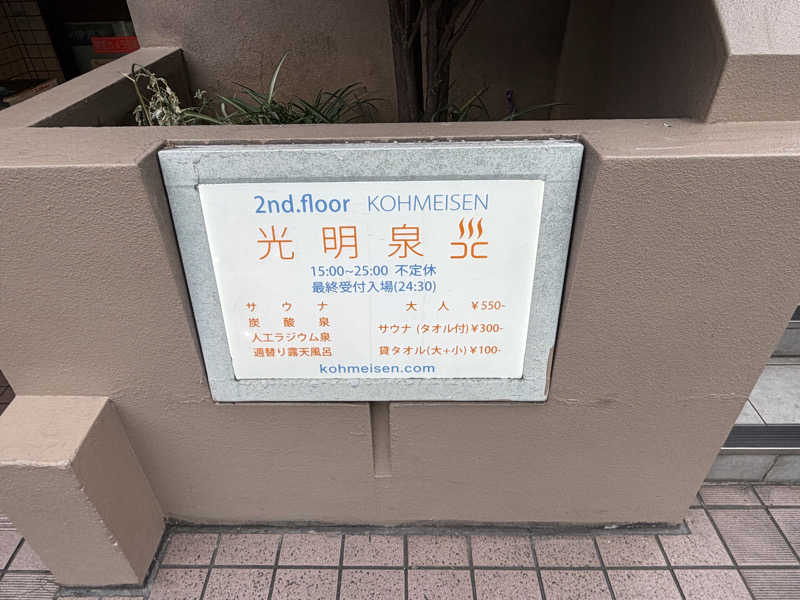 2nd.floor KOHMEISEN
光明泉
15:00~25:00 不定休
最終受付入場(24:30)
サウナ
炭酸泉
人工ラジウム泉
週替り露天風呂
大人 ¥550-
サウナ (タオル付)¥300-
貸タオル(大+小)¥100-
kohmeisen.com